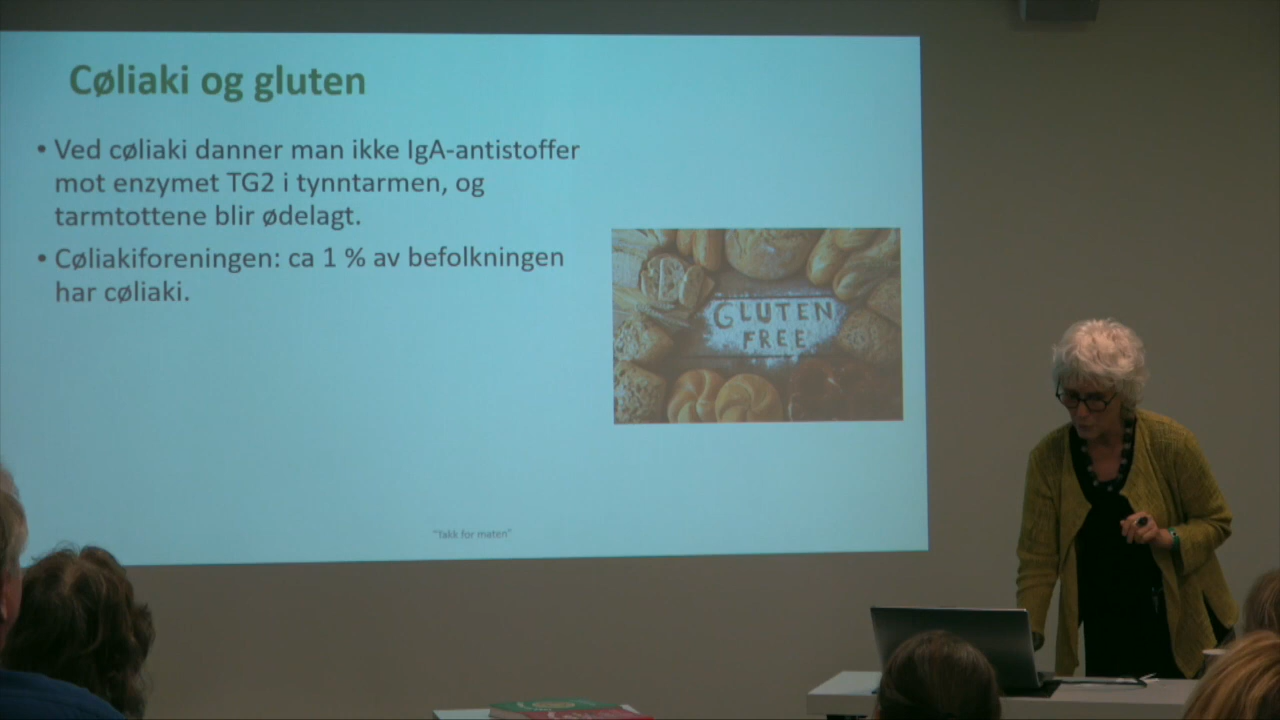 Cøliaki og gluten
• Ved cøliaki danner man ikke IgA-antistoffer
mot enzymet TG2 i tynntarmen, og
tarmtottene blir ødelagt.
• Cøliakiforeningen: ca 1 % av befolkningen
har cøliaki.
GLUTEN
FREE
"Takk for maten"